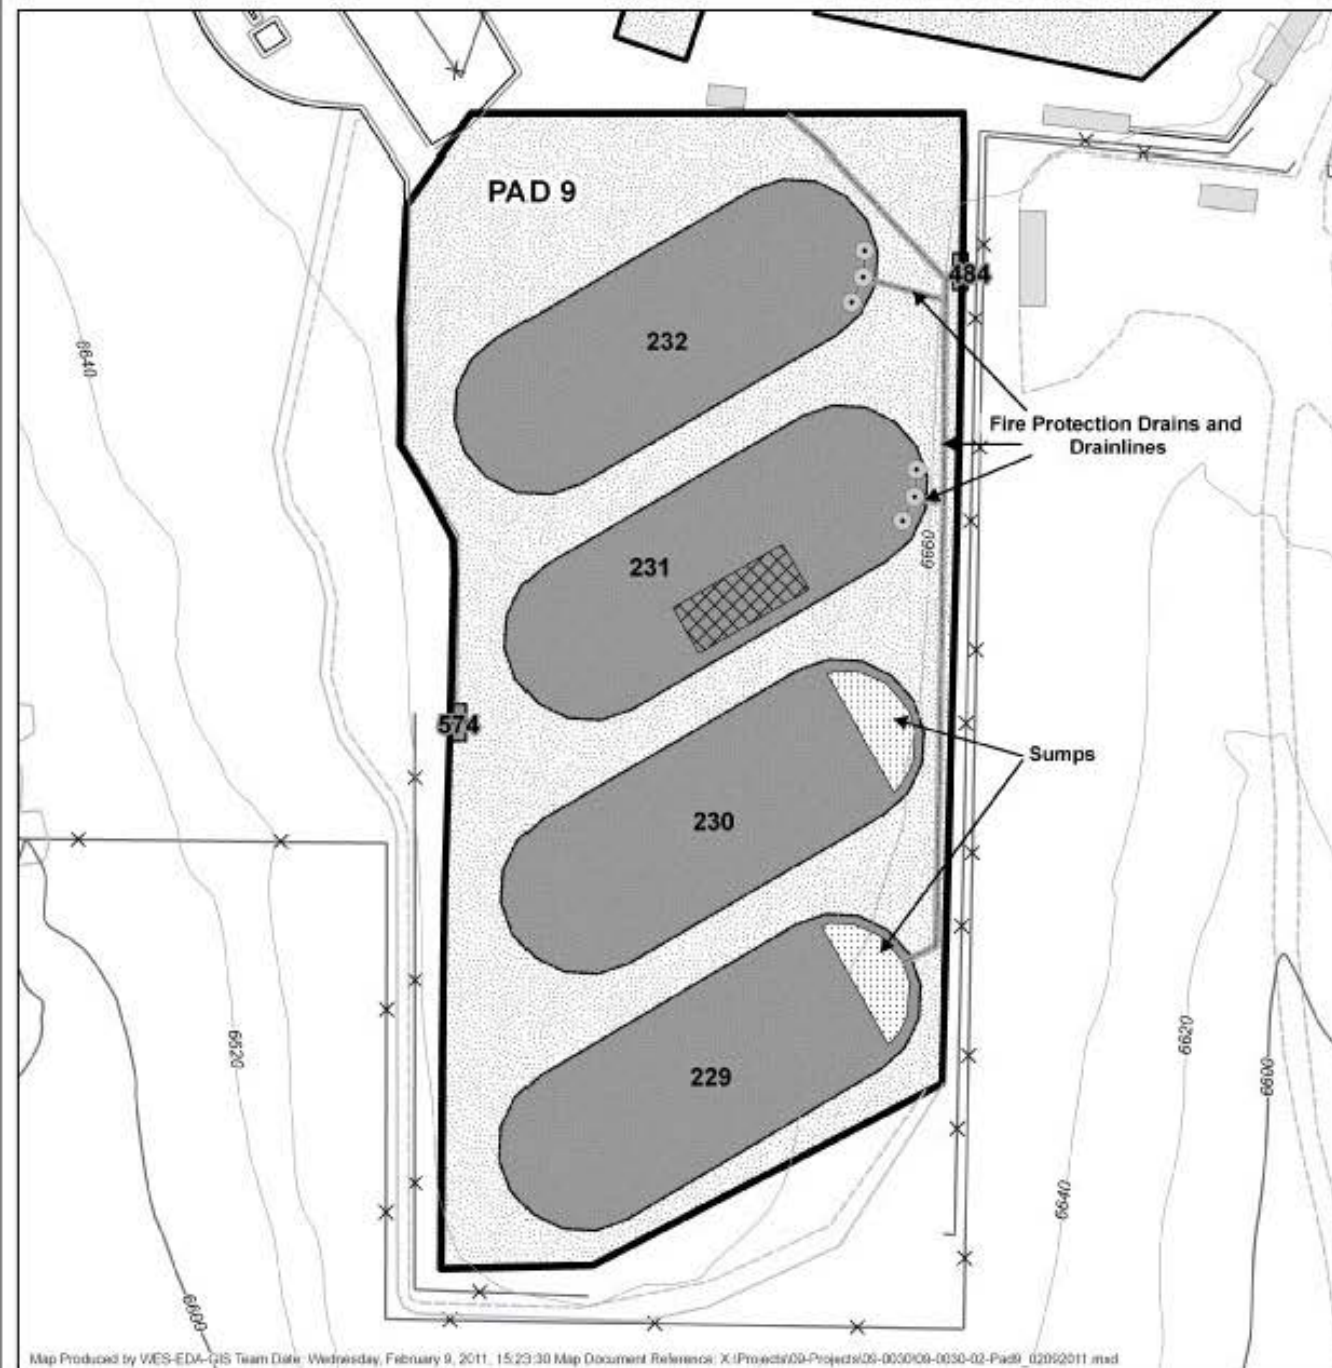 PAD 9
484
232
6640
Fire Protection Drains and
Drainlines
6660
231
574
Sumps
230
229
6620
6620
6600
6640
6600
Map Produced by WES-EDA-GIS Team Date: Wednesday, February 9, 2011, 15:23:30 Map Document Reference: X:\Projects\09-Projects\09-0030\09-0030-02-Pad9_02092011.mxd